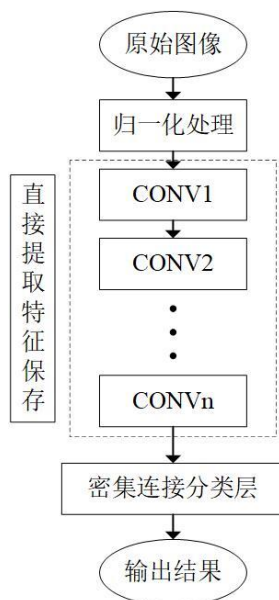 原始图像
归一化处理
直接提取特征保存
CONV1
CONV2
CONVn
密集连接分类层
输出结果